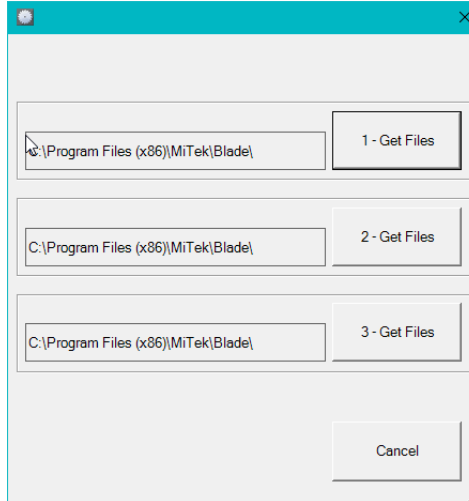 C:\Program Files (x86)\MiTek\Blade\
1 - Get Files
C:\Program Files (x86)\MiTek\Blade\
2 - Get Files
C:\Program Files (x86)\MiTek\Blade\
3 - Get Files
Cancel